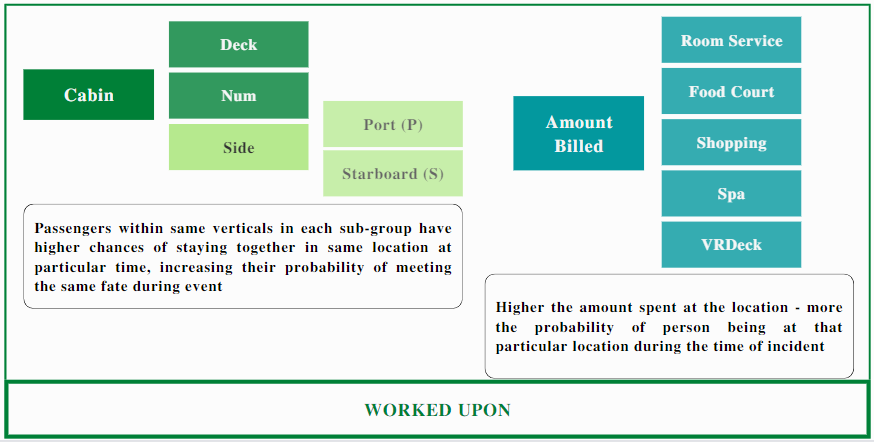 Cabin
Deck
Num
Side
Port (P)
Starboard (S)
Passengers within same verticals in each sub-group have
higher chances of staying together in same location at
particular time, increasing their probability of meeting
the same fate during event
Amount
Billed
Room Service
Food Court
Shopping
Spa
VRDeck
Higher the amount spent at the location - more
the probability of person being at that
particular location during the time of incident
WORKED UPON